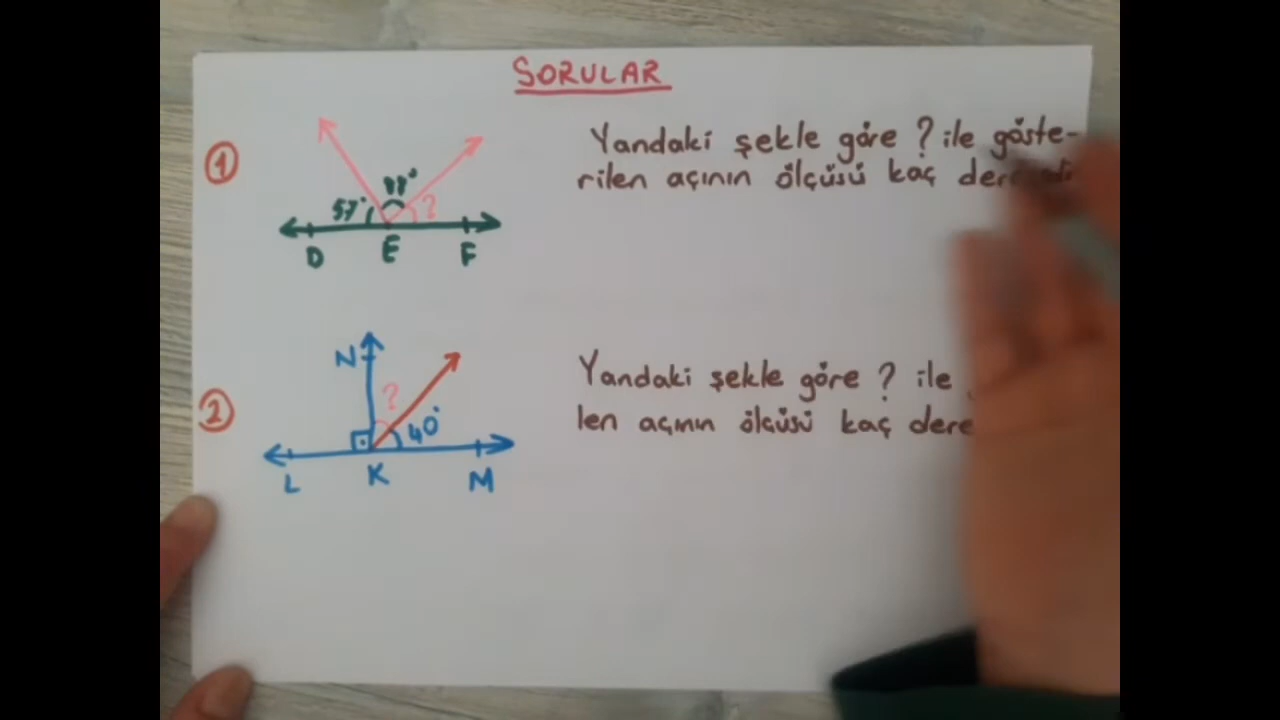 SORULAR
1
Yandaki şekle göre ? ile göste-
rilen açının ölçüsü kaç
57°
?
D
E
F
N
Yandaki şekle göre ? ile
2
?
40°
len açının ölçüsü kaç
L
K
M